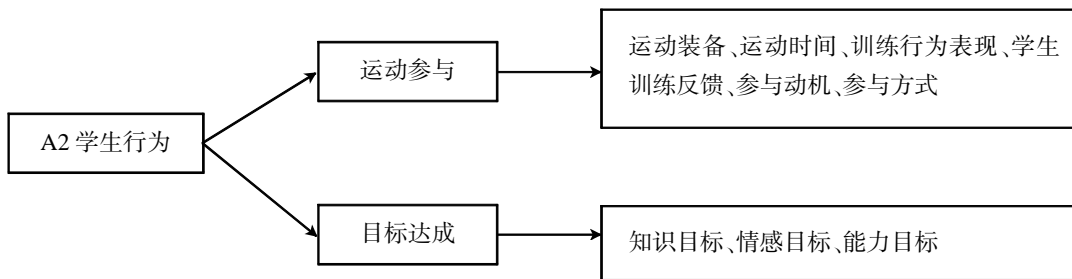 运动装备、运动时间、训练行为表现、学生
运动参与
训练反馈、参与动机、参与方式
A2 学生行为
目标达成
知识目标、情感目标、能力目标